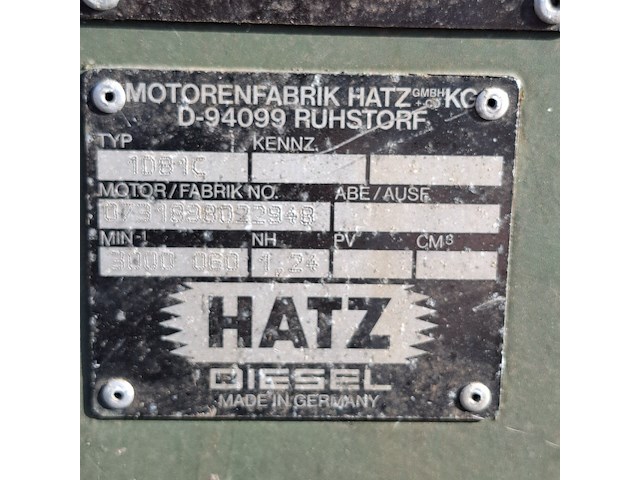 MOTORENFABRIK HATZ GMBH +CO KG
D-94099 RUHSTORF
TYP KENNZ.
1D81C
MOTOR/FABRIK NO. ABE/AUSF.
MIN-1 NH PV CM³
3000 060 1,24
HATZ
DIESEL
MADE IN GERMANY